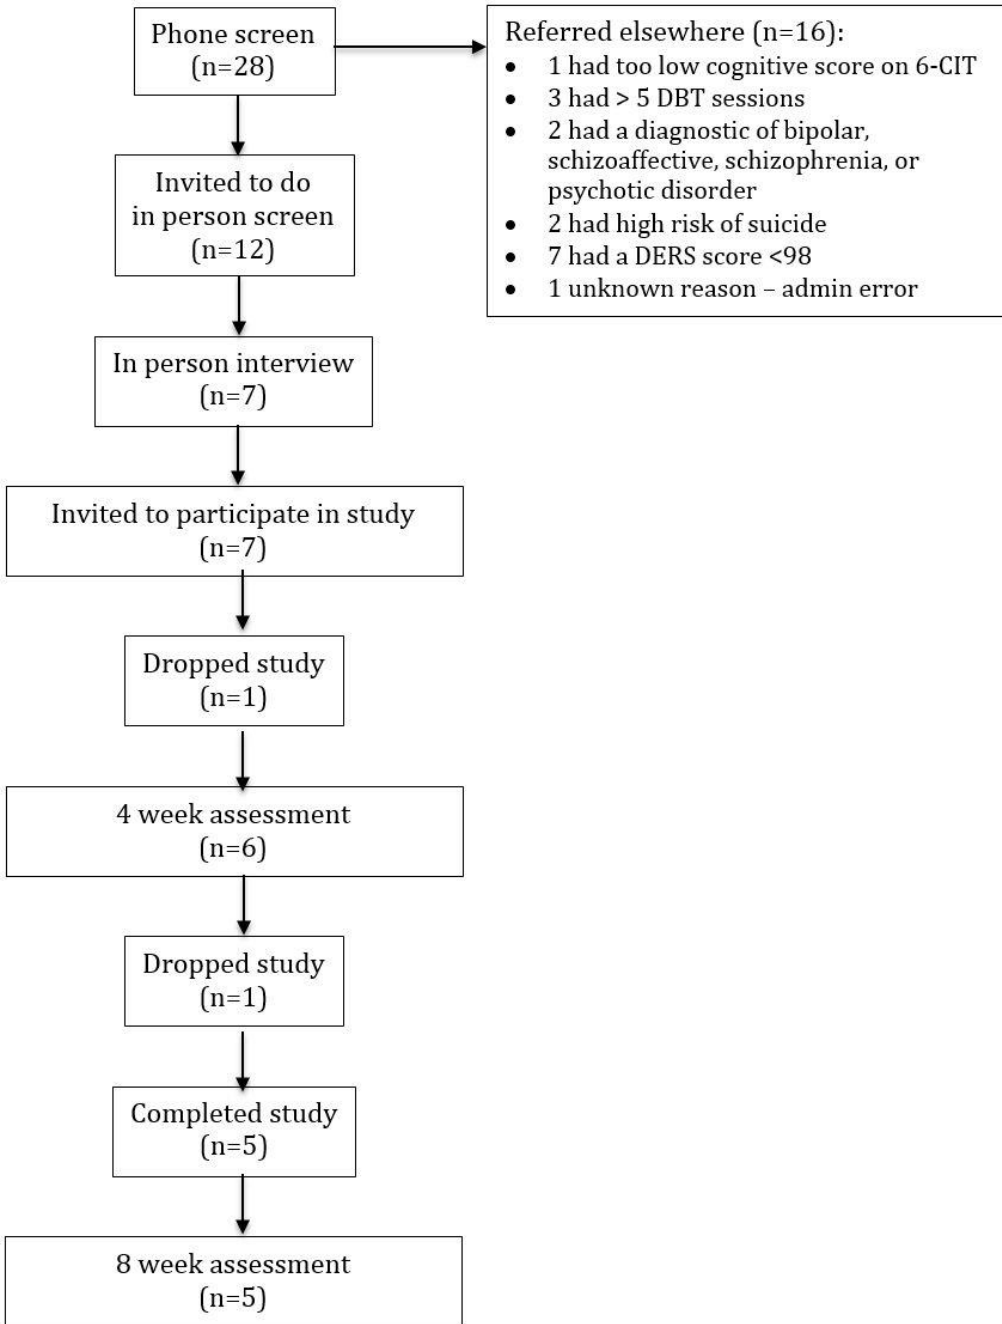 Phone screen
(n=28)
Referred elsewhere (n=16):
• 1 had too low cognitive score on 6-CIT
• 3 had > 5 DBT sessions
• 2 had a diagnostic of bipolar,
schizoaffective, schizophrenia, or
psychotic disorder
• 2 had high risk of suicide
• 7 had a DERS score <98
• 1 unknown reason – admin error
Invited to do
in person screen
(n=12)
In person interview
(n=7)
Invited to participate in study
(n=7)
Dropped study
(n=1)
4 week assessment
(n=6)
Dropped study
(n=1)
Completed study
(n=5)
8 week assessment
(n=5)